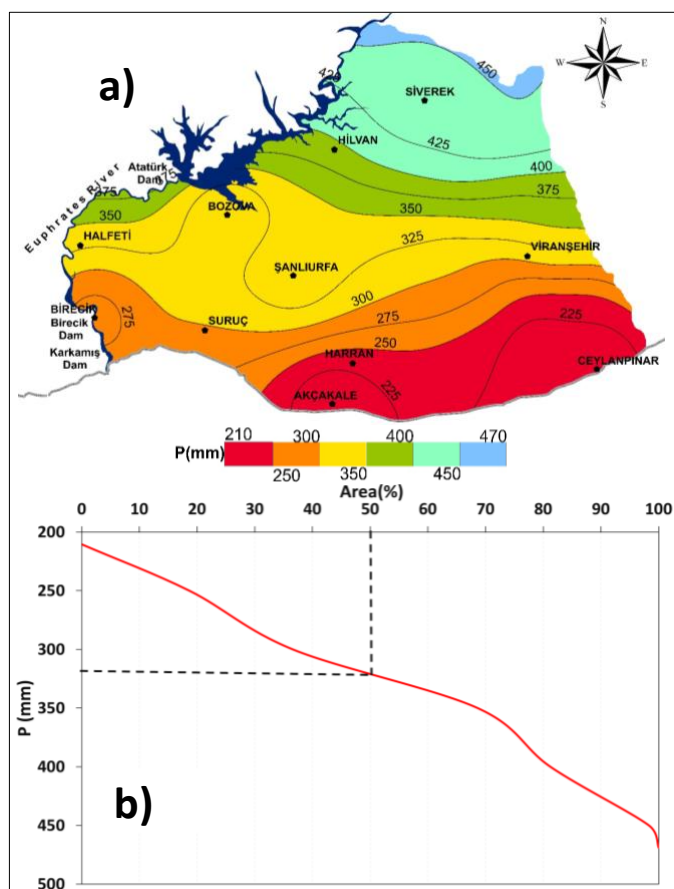 a)
N
W E
S
450
425
SİVEREK
425
HİLVAN
400
375
Atatürk
Dam
375
375
350
350
Euphrates River
BOZOVA
HALFETİ
325
VİRANŞEHİR
ŞANLIURFA
300
BİRECİK
275
Birecik
Dam
SURUÇ
275
225
250
Karkamış
Dam
HARRAN
CEYLANPINAR
225
AKÇAKALE
210 300 400 470
P(mm)
250 350 450
Area(%)
0 10 20 30 40 50 60 70 80 90 100
200
250
300
350
400
450
500
P (mm)
b)